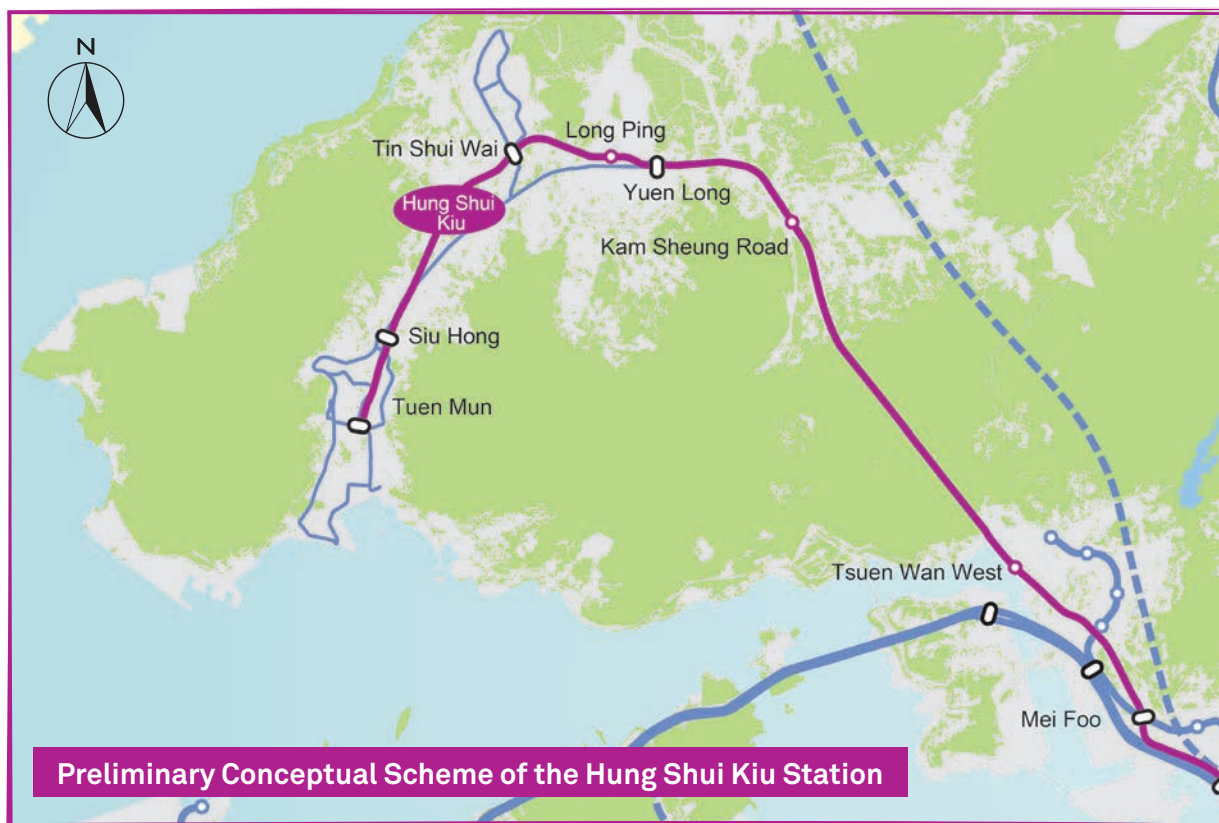 N
Long Ping
Tin Shui Wai
Yuen Long
Hung Shui
Kiu
Kam Sheung Road
Siu Hong
Tuen Mun
Tsuen Wan West
Mei Foo
Preliminary Conceptual Scheme of the Hung Shui Kiu Station